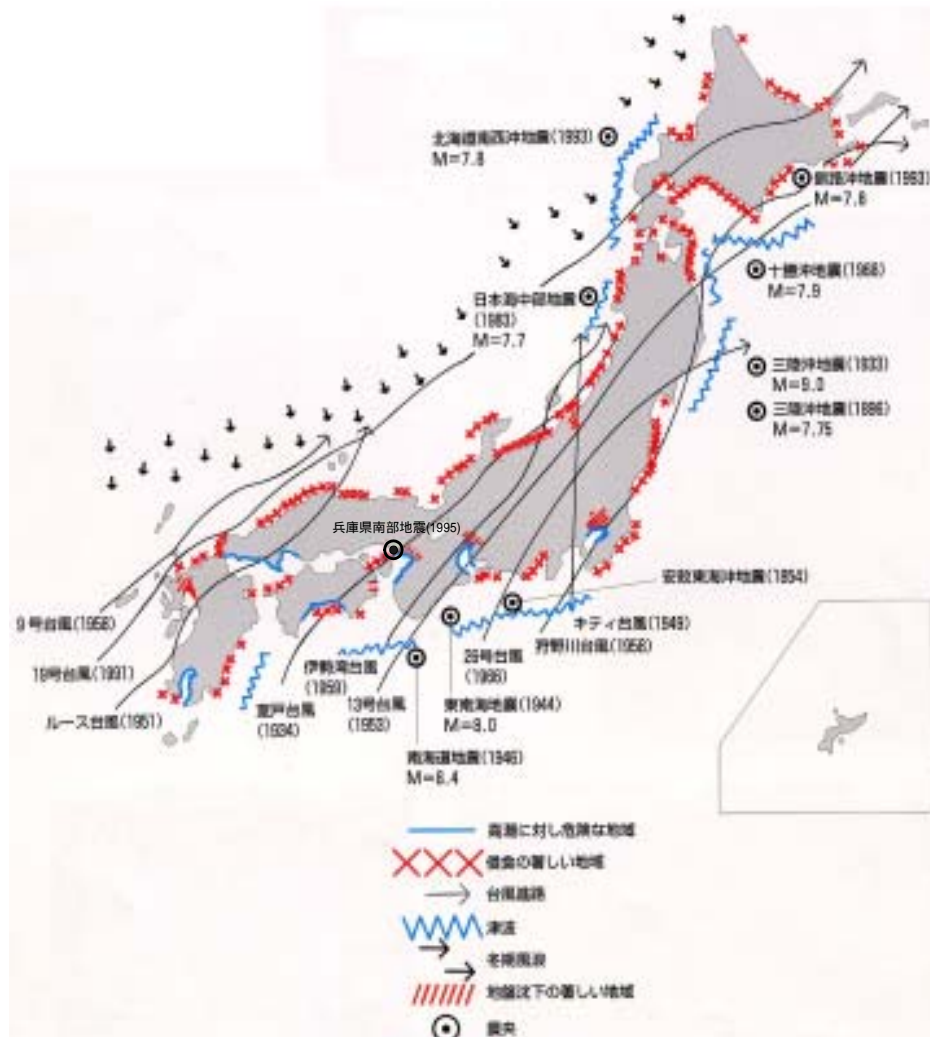 北海道南西沖地震(1993)
M=7.8
釧路沖地震(1993)
M=7.8
十勝沖地震(1968)
M=7.9
日本海中部地震
(1983)
M=7.7
三陸沖地震(1933)
M=9.0
三陸沖地震(1896)
M=7.75
兵庫県南部地震(1995)
安政東海沖地震(1854)
キティ台風(1949)
狩野川台風(1958)
26号台風
(1966)
東南海地震(1944)
M=8.0
9号台風(1958)
19号台風(1991)
ルース台風(1951)
室戸台風
(1934)
伊勢湾台風
(1959)
13号台風
(1953)
南海道地震(1946)
M=8.4
高潮に対し危険な地域
侵食の著しい地域
台風進路
津波
冬期風浪
地盤沈下の著しい地域
震央